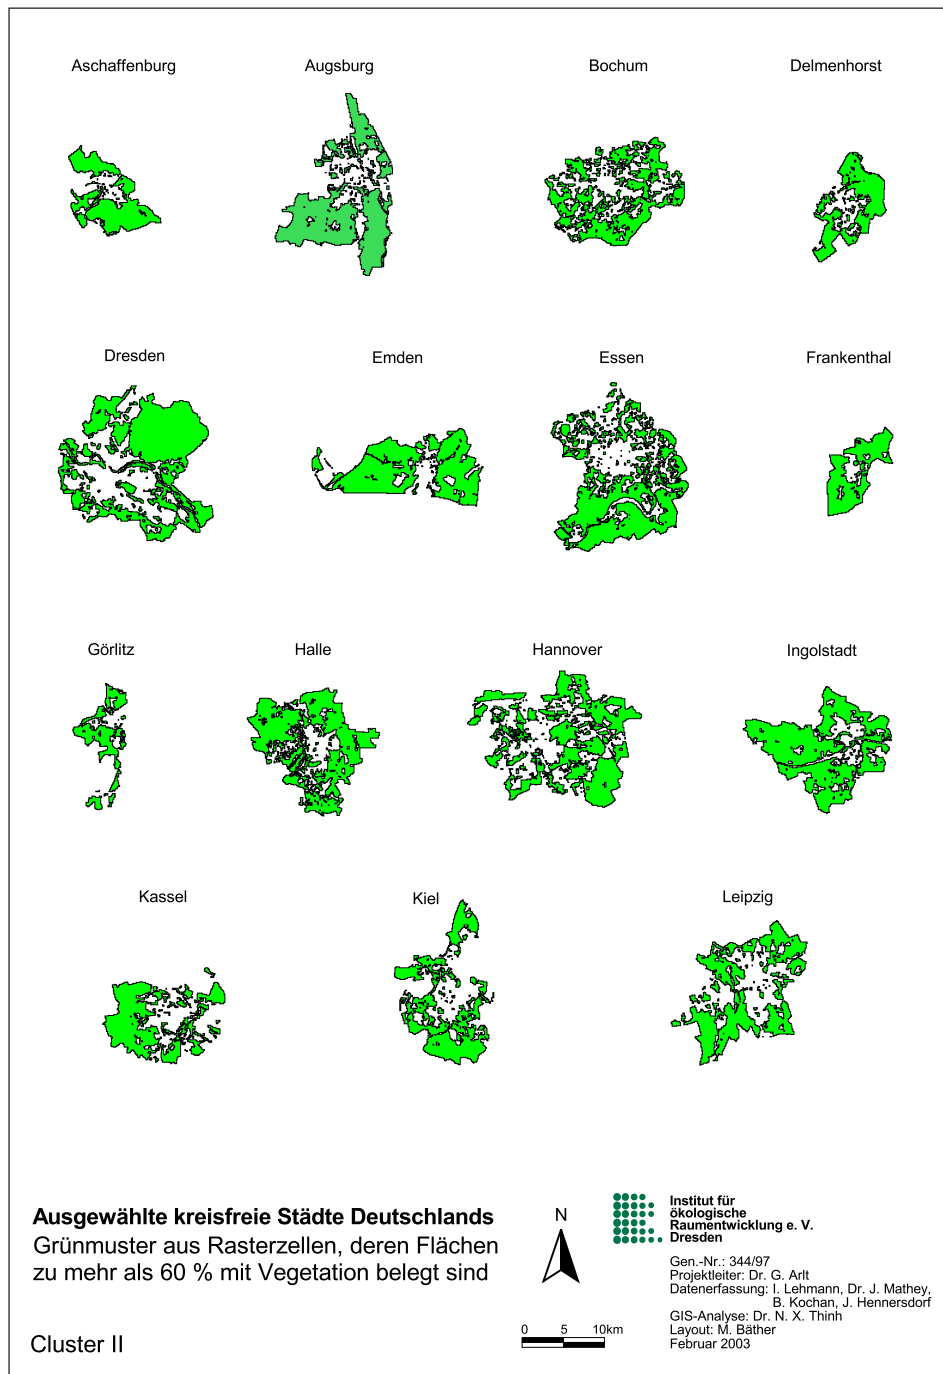 Aschaffenburg Augsburg Bochum Delmenhorst
Dresden Emden Essen Frankenthal
Görlitz Halle Hannover Ingolstadt
Kassel Kiel Leipzig
Ausgewählte kreisfreie Städte Deutschlands
Grünmuster aus Rasterzellen, deren Flächen
zu mehr als 60 % mit Vegetation belegt sind
Cluster II
N
0 5 10km
Institut für
ökologische
Raumentwicklung e. V.
Dresden
Gen.-Nr.: 344/97
Projektleiter: Dr. G. Arlt
Datenerfassung: I. Lehmann, Dr. J. Mathey,
B. Kochan, J. Hennersdorf
GIS-Analyse: Dr. N. X. Thinh
Layout: M. Bäther
Februar 2003